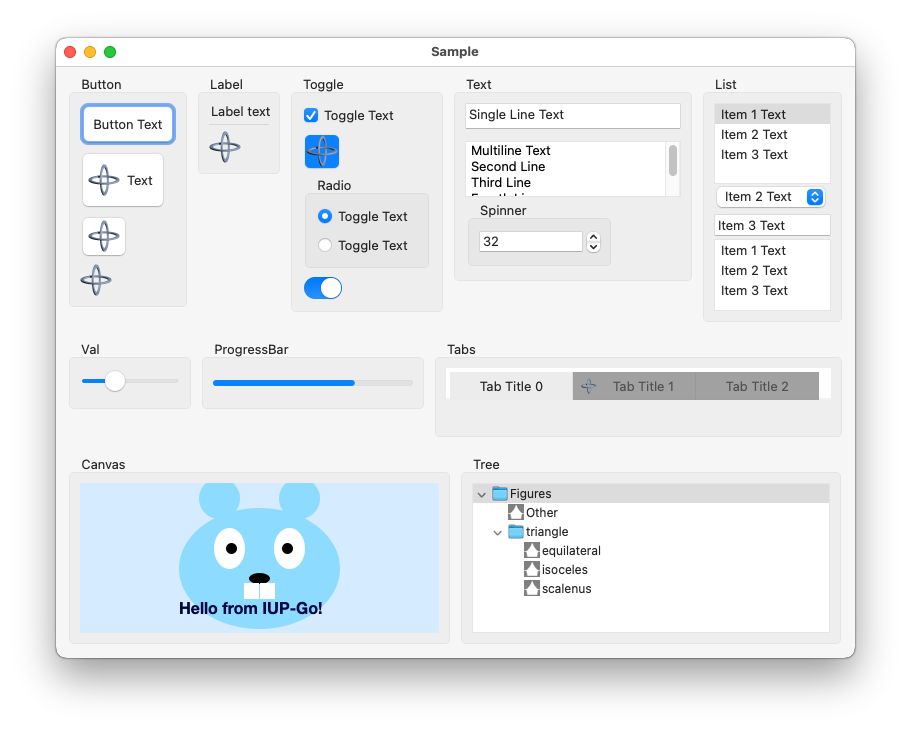 Sample
Button
Label
Toggle
Text
List
Button Text
Text
Label text
Toggle Text
Radio
Toggle Text
Toggle Text
Single Line Text
Multiline Text
Second Line
Third Line
Spinner
32
Item 1 Text
Item 2 Text
Item 3 Text
Item 2 Text
Item 3 Text
Item 1 Text
Item 2 Text
Item 3 Text
Val
ProgressBar
Tabs
Tab Title 0
Tab Title 1
Tab Title 2
Canvas
Hello from IUP-Go!
Tree
Figures
Other
triangle
equilateral
isoceles
scalenus